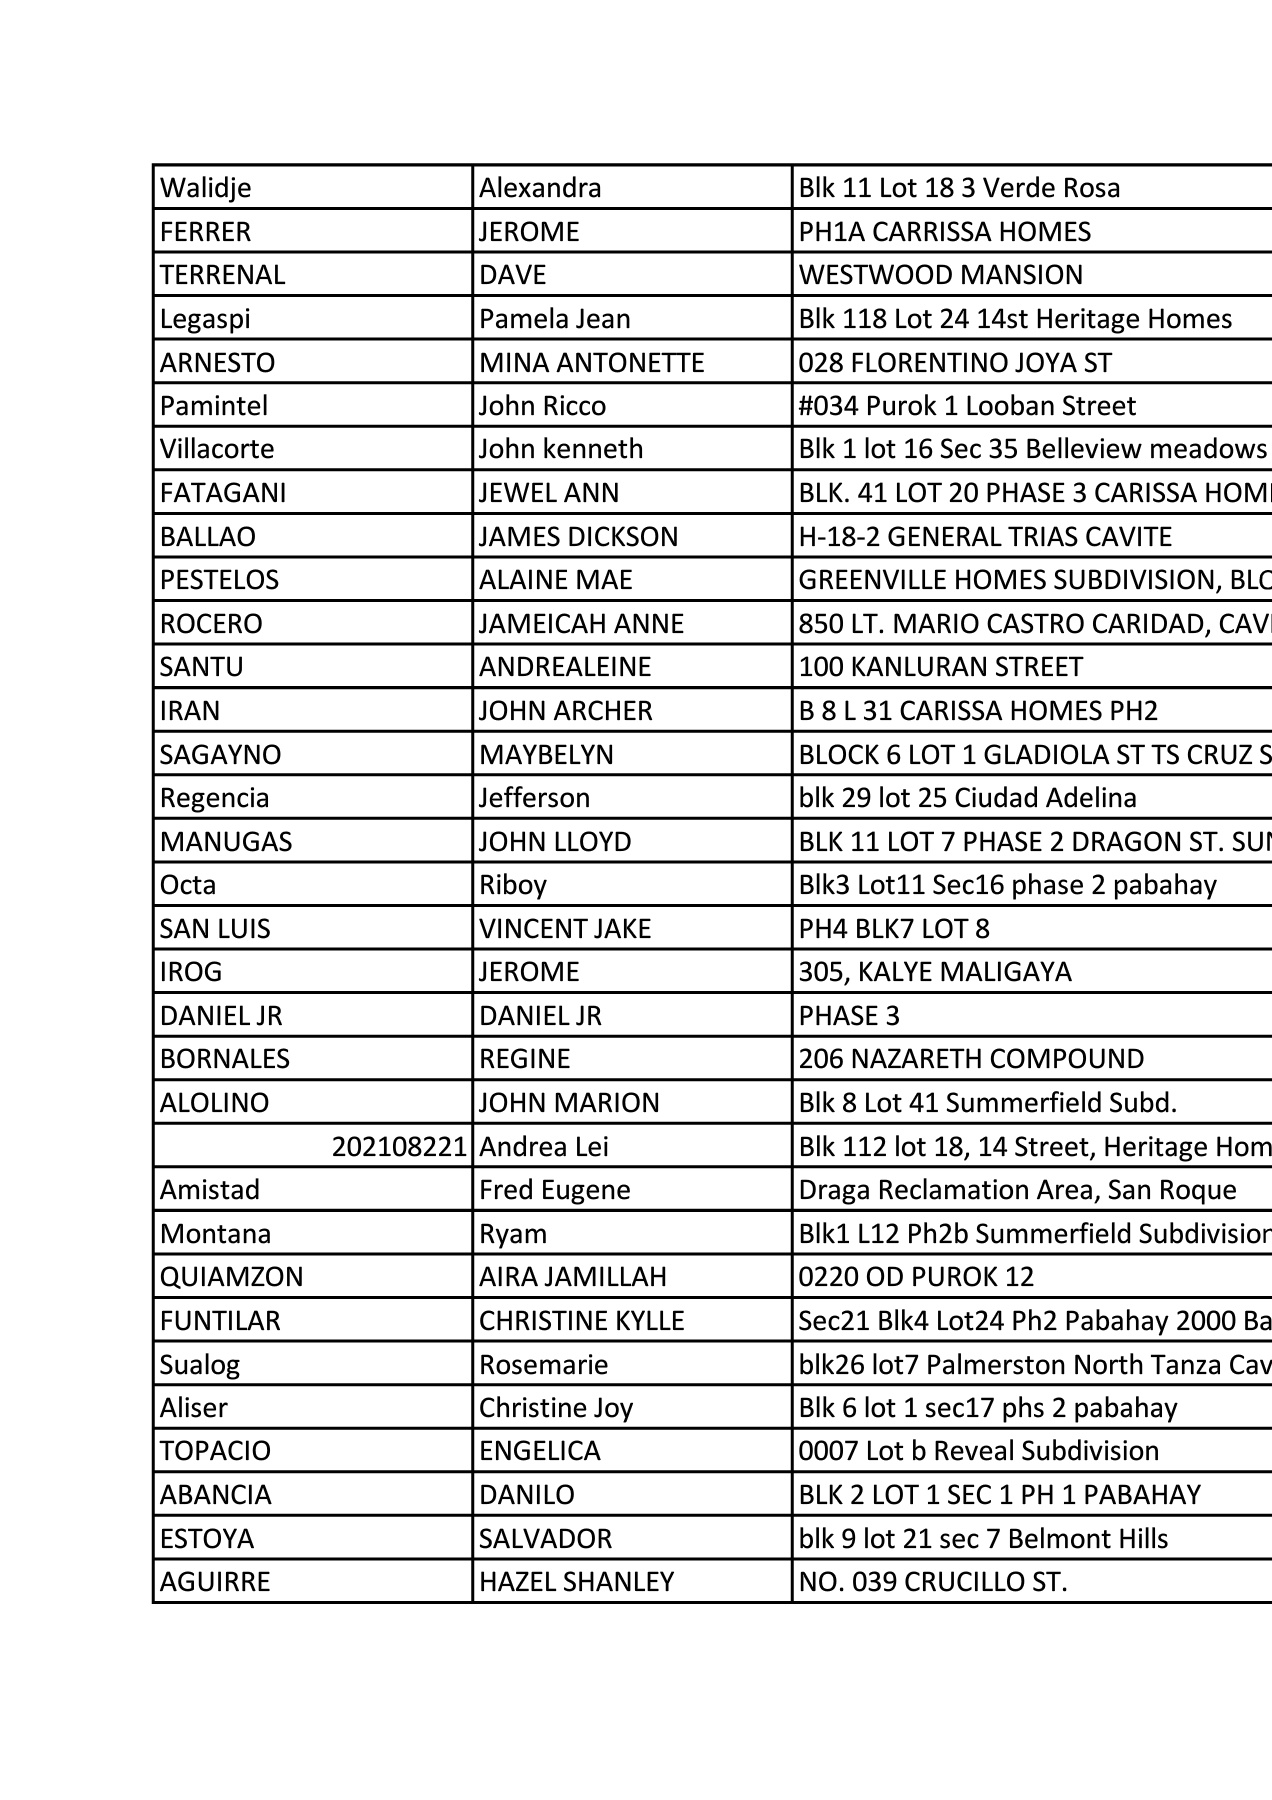 Walidje Alexandra Blk 11 Lot 18 3 Verde Rosa
FERRER JEROME PH1A CARRISSA HOMES
TERRENAL DAVE WESTWOOD MANSION
Legaspi Pamela Jean Blk 118 Lot 24 14st Heritage Homes
ARNESTO MINA ANTONETTE 028 FLORENTINO JOYA ST
Pamintel John Ricco #034 Purok 1 Looban Street
Villacorte John kenneth Blk 1 lot 16 Sec 35 Belleview meadows
FATAGANI JEWEL ANN BLK. 41 LOT 20 PHASE 3 CARISSA HOM
BALLAO JAMES DICKSON H-18-2 GENERAL TRIAS CAVITE
PESTELOS ALAINE MAE GREENVILLE HOMES SUBDIVISION, BLO
ROCERO JAMEICAH ANNE 850 LT. MARIO CASTRO CARIDAD, CAV
SANTU ANDREALEINE 100 KANLURAN STREET
IRAN JOHN ARCHER B 8 L 31 CARISSA HOMES PH2
SAGAYNO MAYBELYN BLOCK 6 LOT 1 GLADIOLA ST TS CRUZ S
Regencia Jefferson blk 29 lot 25 Ciudad Adelina
MANUGAS JOHN LLOYD BLK 11 LOT 7 PHASE 2 DRAGON ST. SUN
Octa Riboy Blk3 Lot11 Sec16 phase 2 pabahay
SAN LUIS VINCENT JAKE PH4 BLK7 LOT 8
IROG JEROME 305, KALYE MALIGAYA
DANIEL JR DANIEL JR PHASE 3
BORNALES REGINE 206 NAZARETH COMPOUND
ALOLINO JOHN MARION Blk 8 Lot 41 Summerfield Subd.
202108221 Andrea Lei Blk 112 lot 18, 14 Street, Heritage Hom
Amistad Fred Eugene Draga Reclamation Area, San Roque
Montana Ryam Blk1 L12 Ph2b Summerfield Subdivision
QUIAMZON AIRA JAMILLAH 0220 OD PUROK 12
FUNTILAR CHRISTINE KYLLE Sec21 Blk4 Lot24 Ph2 Pabahay 2000 Ba
Sualog Rosemarie blk26 lot7 Palmerston North Tanza Cav
Aliser Christine Joy Blk 6 lot 1 sec17 phs 2 pabahay
TOPACIO ENGELICA 0007 Lot b Reveal Subdivision
ABANCIA DANILO BLK 2 LOT 1 SEC 1 PH 1 PABAHAY
ESTOYA SALVADOR blk 9 lot 21 sec 7 Belmont Hills
AGUIRRE HAZEL SHANLEY NO. 039 CRUCILLO ST.